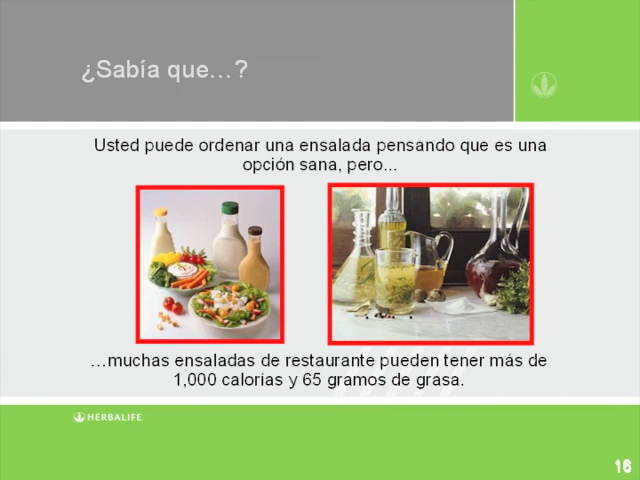 ¿Sabía que...?
Usted puede ordenar una ensalada pensando que es una
opción sana, pero...
...muchas ensaladas de restaurante pueden tener más de
1,000 calorías y 65 gramos de grasa.
HERBALIFE
16